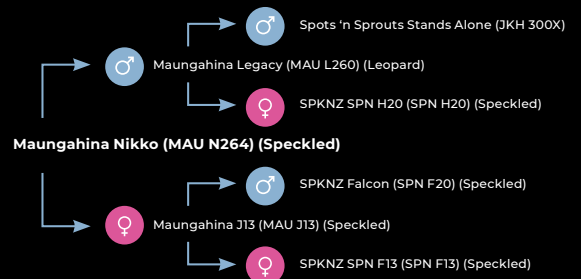 Spots ‘n Sprouts Stands Alone (JKH 300X)
Maungahina Legacy (MAU L260) (Leopard)
SPKNZ SPN H20 (SPN H20) (Speckled)
Maungahina Nikko (MAU N264) (Speckled)
SPKNZ Falcon (SPN F20) (Speckled)
Maungahina J13 (MAU J13) (Speckled)
SPKNZ SPN F13 (SPN F13) (Speckled)